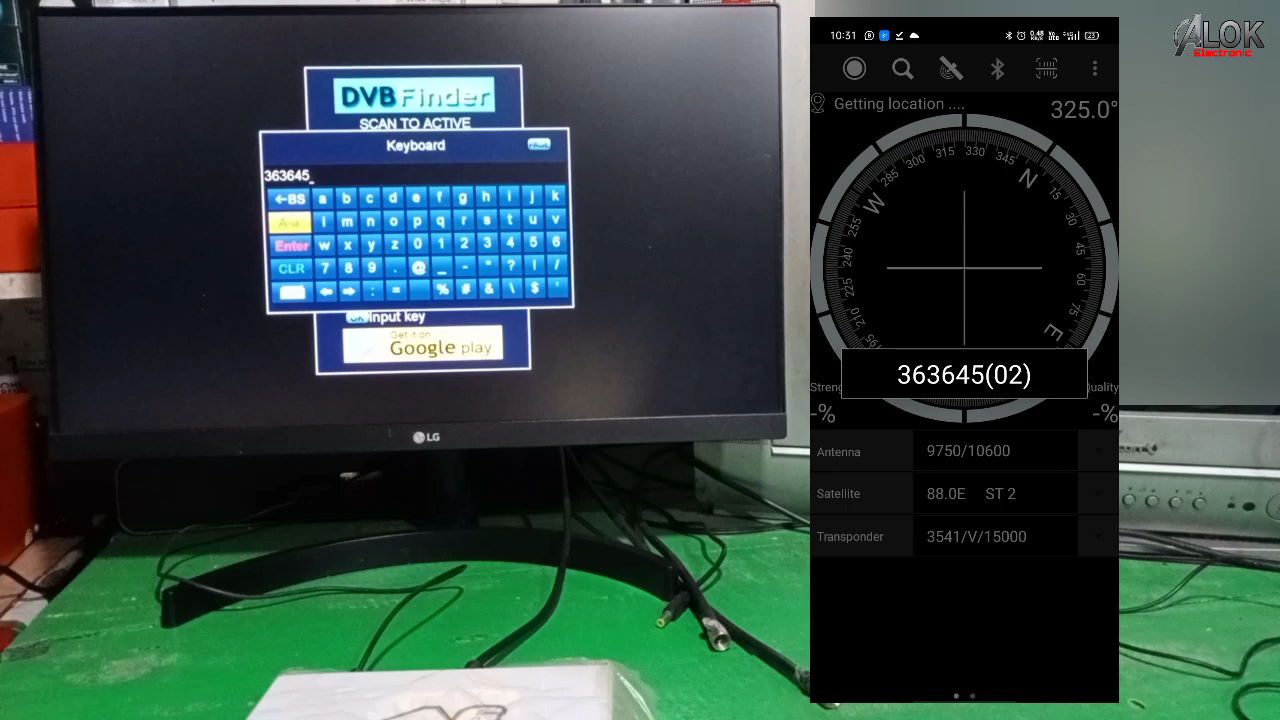 DVB Finder
SCAN TO ACTIVE
Keyboard
363645_
←BS a b c d e f g h i j k
A-a l m n o p q r s t u v
Enter w x y z 0 1 2 3 4 5 6
CLR 7 8 9 . @ _ - * ? ! /
: = % # & \ $ '
OK Input key
Get it on
Google play
LG
10:31
Getting location ....
325.0°
285 300 315 330 345 N 15 30 45 60 75 E
W 255 240 225 210 195
363645(02)
-%
-%
Antenna 9750/10600
Satellite 88.0E ST 2
Transponder 3541/V/15000
ALOK
Electronic